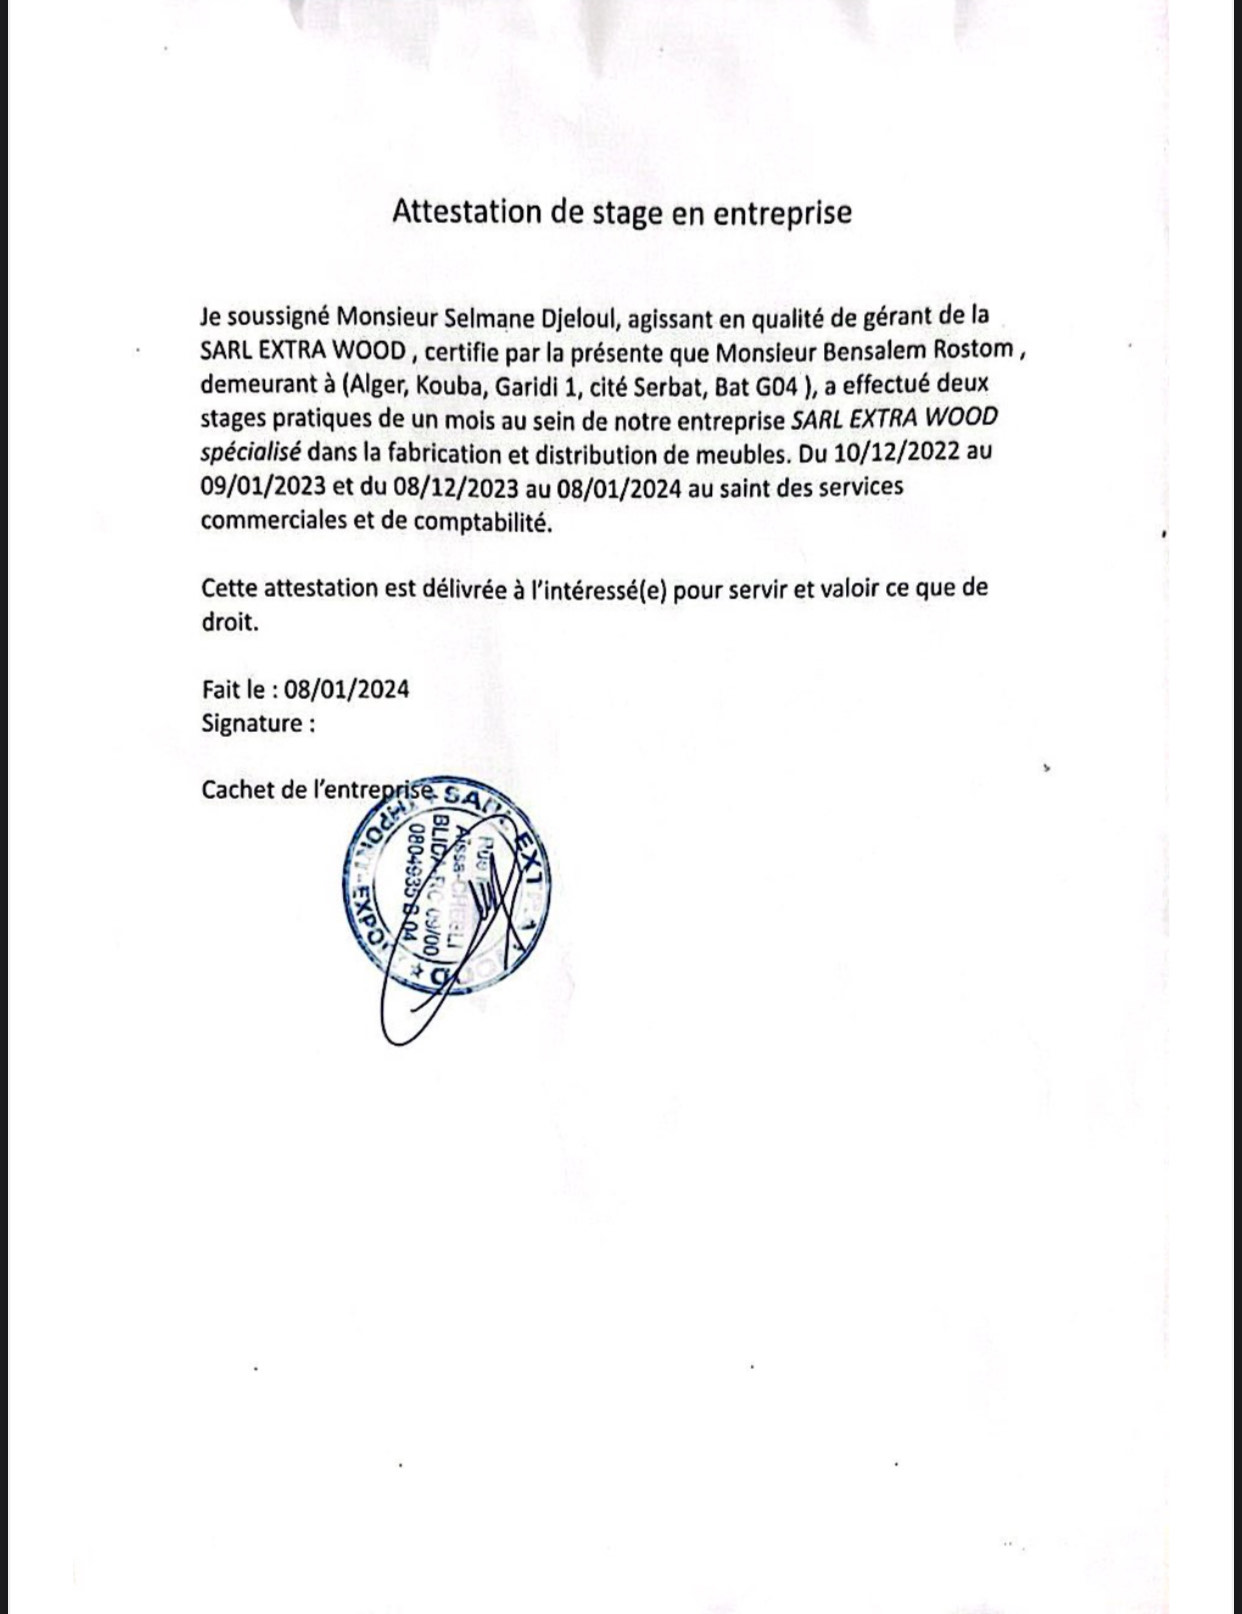 Attestation de stage en entreprise
Je soussigné Monsieur Selmane Djeloul, agissant en qualité de gérant de la
SARL EXTRA WOOD , certifie par la présente que Monsieur Bensalem Rostom ,
demeurant à (Alger, Kouba, Garidi 1, cité Serbat, Bat G04 ), a effectué deux
stages pratiques de un mois au sein de notre entreprise SARL EXTRA WOOD
spécialisé dans la fabrication et distribution de meubles. Du 10/12/2022 au
09/01/2023 et du 08/12/2023 au 08/01/2024 au saint des services
commerciales et de comptabilité.
Cette attestation est délivrée à l’intéressé(e) pour servir et valoir ce que de
droit.
Fait le : 08/01/2024
Signature :
Cachet de l’entreprise
SARL EXTRA WOOD
Rue
Aissa-CHEBLI
BLIDA RC 09/00
0804935 B 04